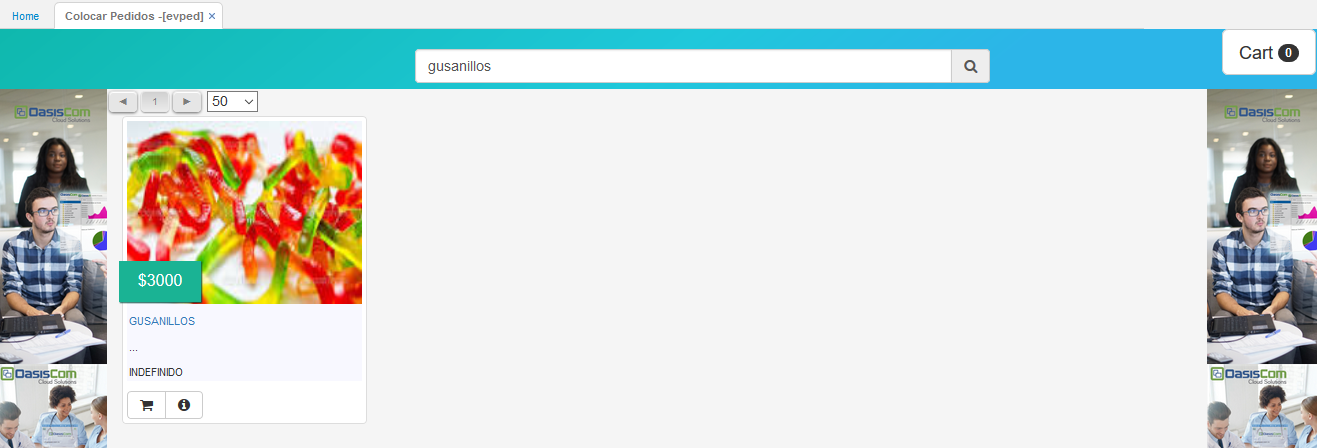 Home
Colocar Pedidos -[evped] ×
gusanillos
Cart 0
1
50
OasisCom
Cloud Solutions
OasisCom
Cloud Solutions
$3000
GUSANILLOS
...
INDEFINIDO
OasisCom
Cloud Solutions
OasisCom
Cloud Solutions